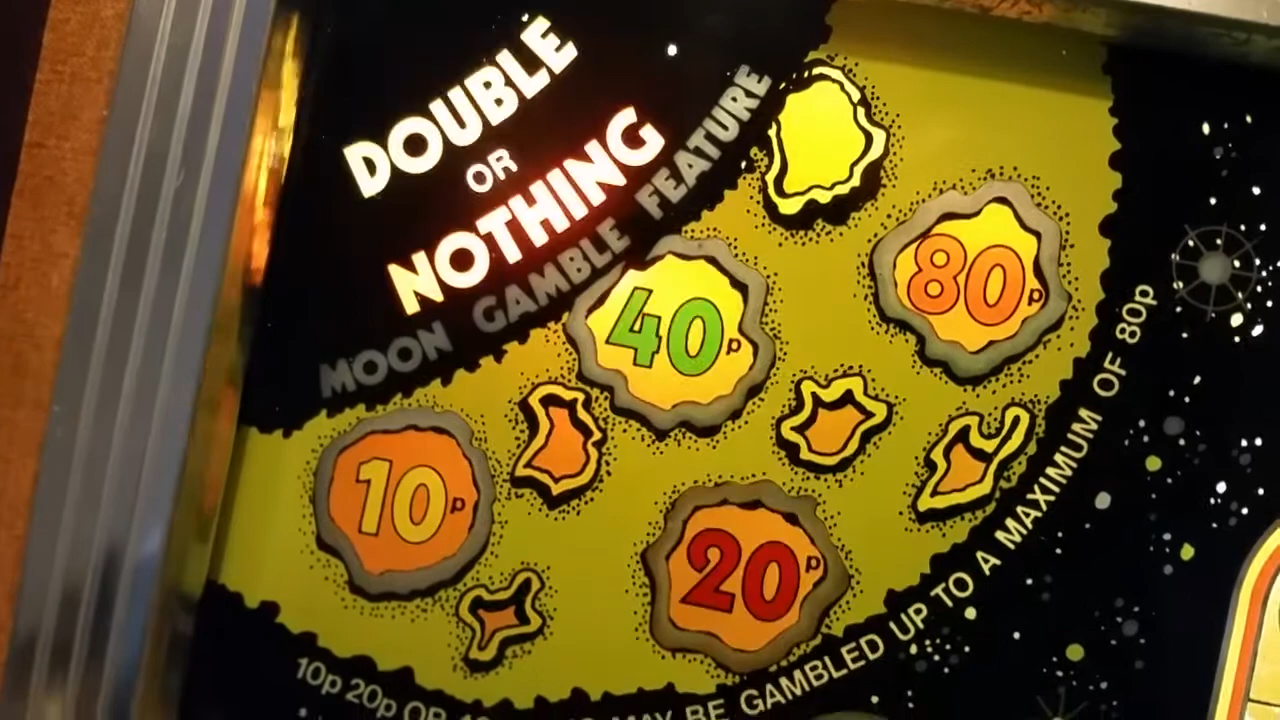 DOUBLE
OR
NOTHING
MOON GAMBLE FEATURE
80p
40p
10p
20p
10p 20p OR MAY BE GAMBLED UP TO A MAXIMUM OF 80p